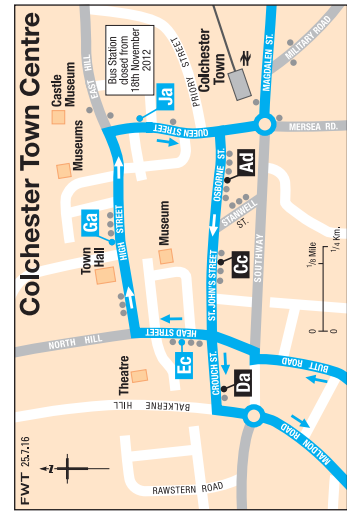 Colchester Town Centre
FWT 25.7.16
N
Castle
Museum
Museums
EAST HILL
Bus Station
closed from
18th November
2012
PRIORY STREET
Colchester
Town
MILITARY ROAD
MAGDALEN ST.
MERSEA RD.
Ja
QUEEN STREET
Ga
HIGH STREET
Town
Hall
Museum
OSBORNE ST.
Ad
STANWELL
ST.
Cc
ST. JOHN'S STREET
SOUTHWAY
NORTH HILL
HEAD STREET
Ec
Theatre
BALKERNE
HILL
CROUCH ST.
Da
BUTT ROAD
MALDON ROAD
RAWSTERN ROAD
0 1/8 Mile
0 1/4 Km.